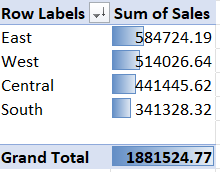 Row Labels Sum of Sales
East 584724.19
West 514026.64
Central 441445.62
South 341328.32
Grand Total 1881524.77